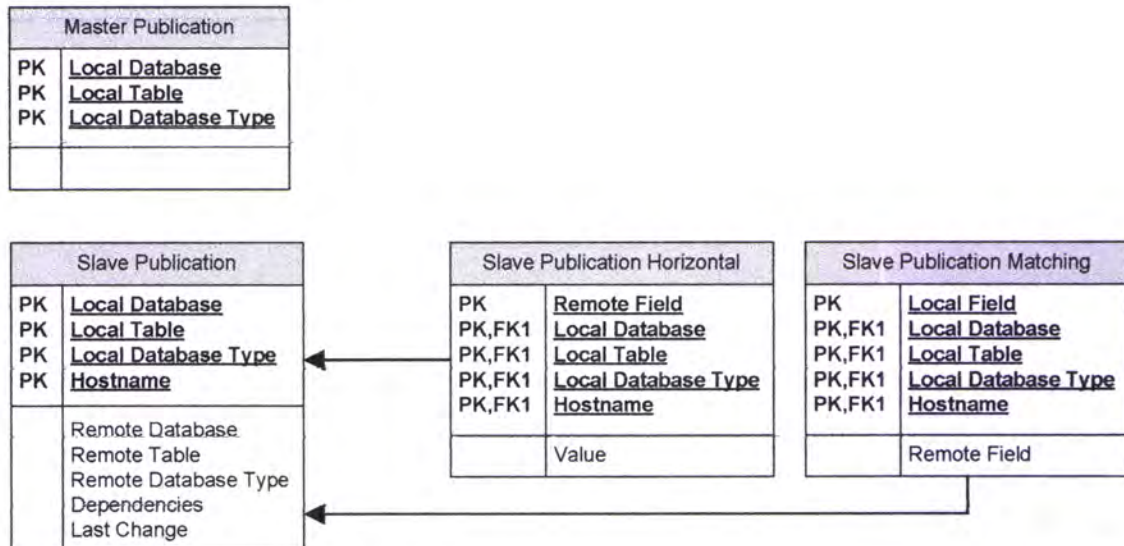 Master Publication
PK Local Database
PK Local Table
PK Local Database Type
Slave Publication
PK Local Database
PK Local Table
PK Local Database Type
PK Hostname
Remote Database
Remote Table
Remote Database Type
Dependencies
Last Change
Slave Publication Horizontal
PK Remote Field
PK,FK1 Local Database
PK,FK1 Local Table
PK,FK1 Local Database Type
PK,FK1 Hostname
Value
Slave Publication Matching
PK Local Field
PK,FK1 Local Database
PK,FK1 Local Table
PK,FK1 Local Database Type
PK,FK1 Hostname
Remote Field